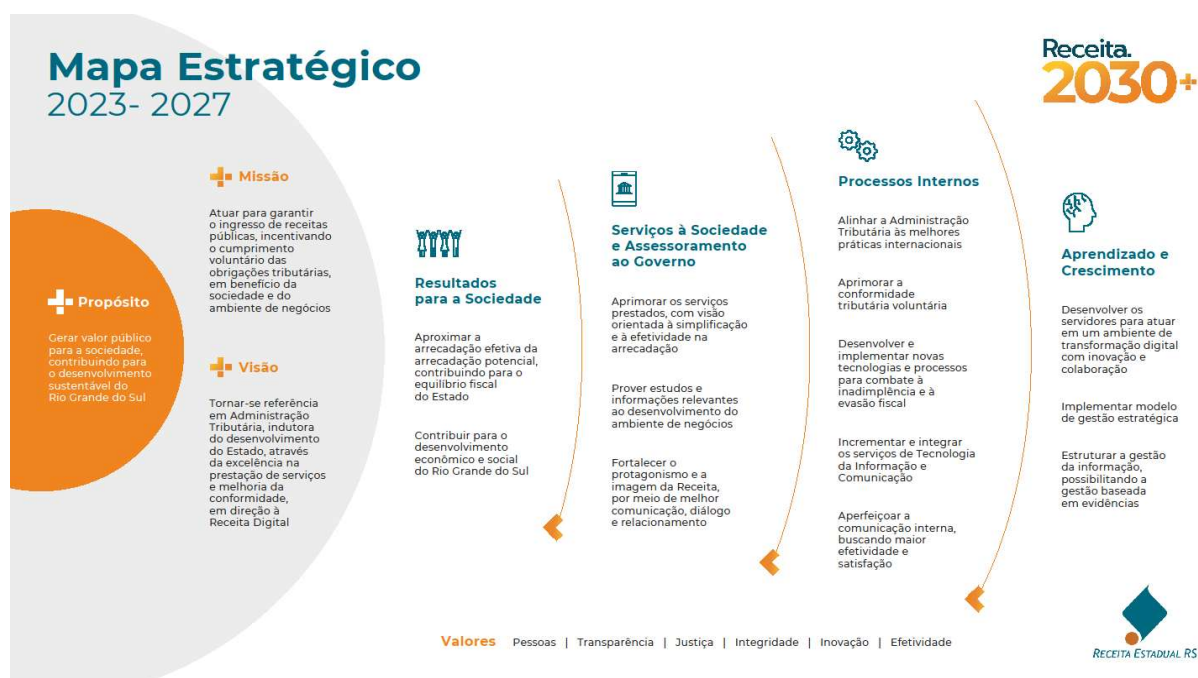 Mapa Estratégico
2023- 2027
Receita.
2030+
Propósito
Gerar valor público
para a sociedade,
contribuindo para
o desenvolvimento
sustentável do
Rio Grande do Sul
Missão
Atuar para garantir
o ingresso de receitas
públicas, incentivando
o cumprimento
voluntário das
obrigações tributárias,
em benefício da
sociedade e do
ambiente de negócios
Visão
Tornar-se referência
em Administração
Tributária, indutora
do desenvolvimento
do Estado, através
da excelência na
prestação de serviços
e melhoria da
conformidade,
em direção à
Receita Digital
Resultados
para a Sociedade
Aproximar a
arrecadação efetiva da
arrecadação potencial,
contribuindo para o
equilíbrio fiscal
do Estado
Contribuir para o
desenvolvimento
econômico e social
do Rio Grande do Sul
Serviços à Sociedade
e Assessoramento
ao Governo
Aprimorar os serviços
prestados, com visão
orientada à simplificação
e à efetividade na
arrecadação
Prover estudos e
informações relevantes
ao desenvolvimento do
ambiente de negócios
Fortalecer o
protagonismo e a
imagem da Receita,
por meio de melhor
comunicação, diálogo
e relacionamento
Processos Internos
Alinhar a Administração
Tributária às melhores
práticas internacionais
Aprimorar a
conformidade
tributária voluntária
Desenvolver e
implementar novas
tecnologias e processos
para combate à
inadimplência e à
evasão fiscal
Incrementar e integrar
os serviços de Tecnologia
da Informação e
Comunicação
Aperfeiçoar a
comunicação interna,
buscando maior
efetividade e
satisfação
Aprendizado e
Crescimento
Desenvolver os
servidores para atuar
em um ambiente de
transformação digital
com inovação e
colaboração
Implementar modelo
de gestão estratégica
Estruturar a gestão
da informação,
possibilitando a
gestão baseada
em evidências
Valores Pessoas | Transparência | Justiça | Integridade | Inovação | Efetividade
RECEITA ESTADUAL RS